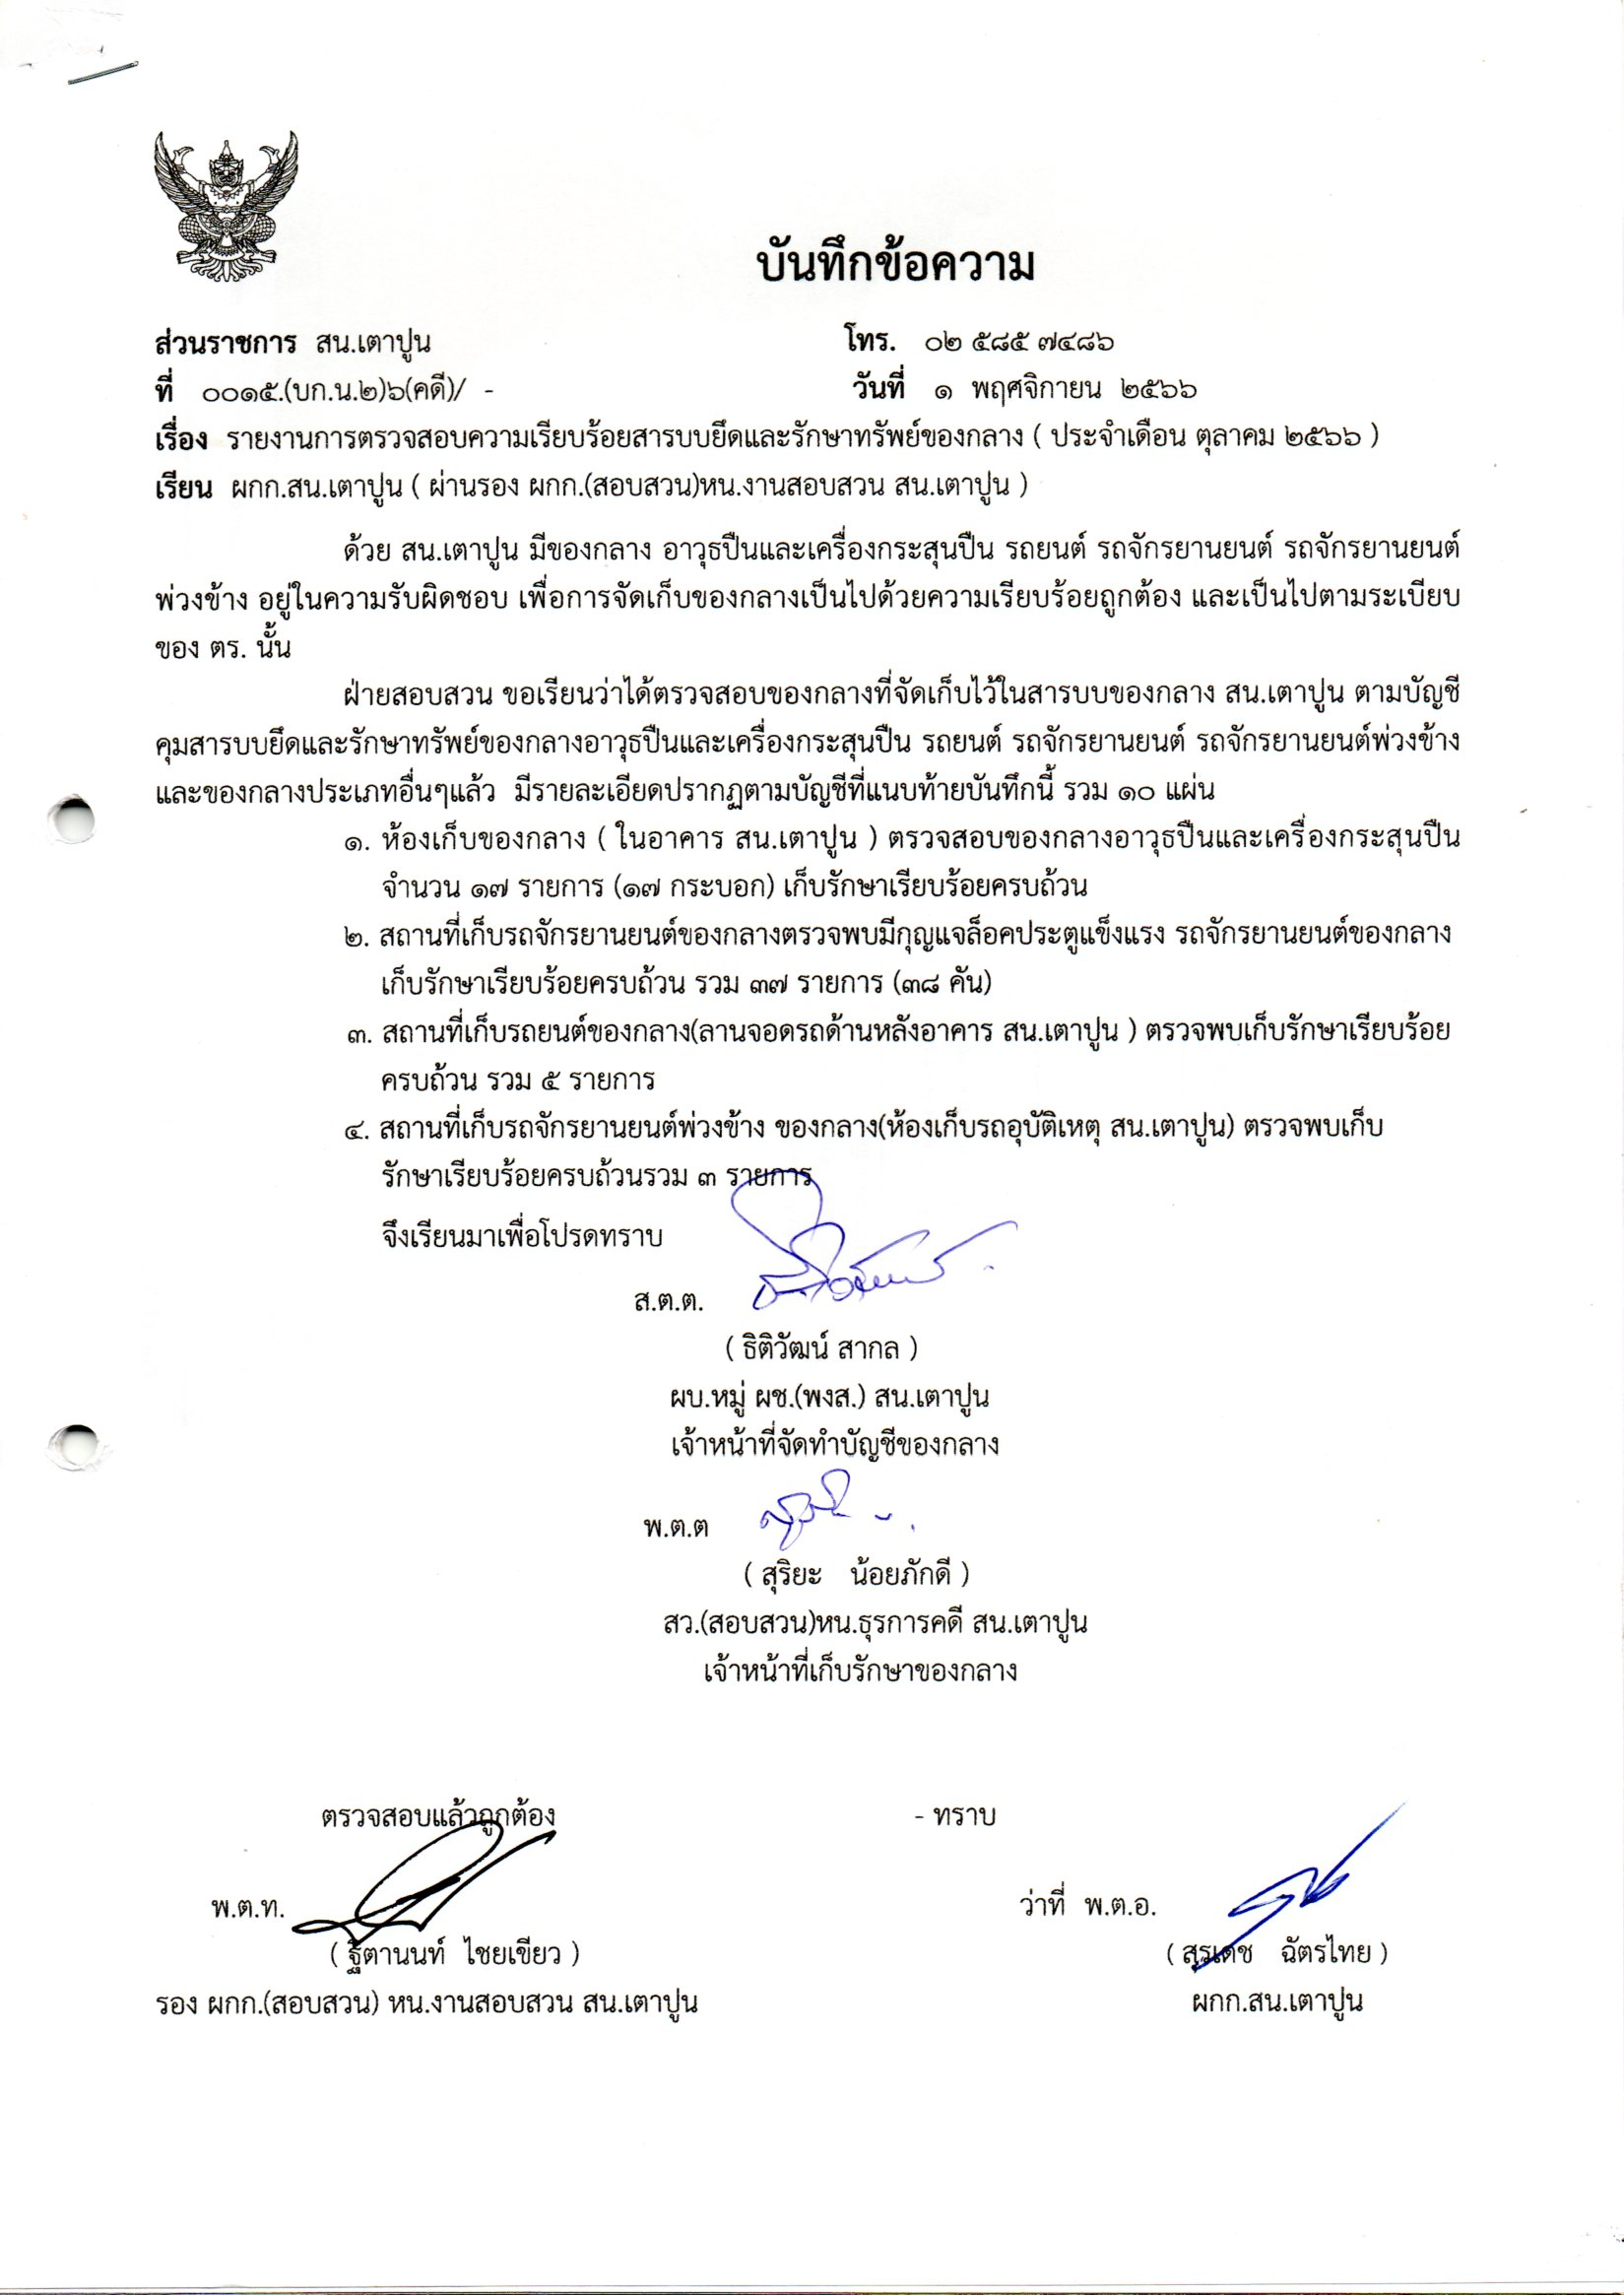 บันทึกข้อความ
ส่วนราชการ สน.เตาปูน โทร. ๐๒ ๕๘๕ ๗๔๘๖
ที่ ๐๐๑๕.(บก.น.๒)๖(คดี)/ - วันที่ ๑ พฤศจิกายน ๒๕๖๖
เรื่อง รายงานการตรวจสอบความเรียบร้อยสารบบยึดและรักษาทรัพย์ของกลาง ( ประจำเดือน ตุลาคม ๒๕๖๖ )
เรียน ผกก.สน.เตาปูน ( ผ่านรอง ผกก.(สอบสวน)หน.งานสอบสวน สน.เตาปูน )
ด้วย สน.เตาปูน มีของกลาง อาวุธปืนและเครื่องกระสุนปืน รถยนต์ รถจักรยานยนต์ รถจักรยานยนต์
พ่วงข้าง อยู่ในความรับผิดชอบ เพื่อการจัดเก็บของกลางเป็นไปด้วยความเรียบร้อยถูกต้อง และเป็นไปตามระเบียบ
ของ ตร. นั้น
ฝ่ายสอบสวน ขอเรียนว่าได้ตรวจสอบของกลางที่จัดเก็บไว้ในสารบบของกลาง สน.เตาปูน ตามบัญชี
คุมสารบบยึดและรักษาทรัพย์ของกลางอาวุธปืนและเครื่องกระสุนปืน รถยนต์ รถจักรยานยนต์ รถจักรยานยนต์พ่วงข้าง
และของกลางประเภทอื่นๆแล้ว มีรายละเอียดปรากฏตามบัญชีที่แนบท้ายบันทึกนี้ รวม ๑๐ แผ่น
๑. ห้องเก็บของกลาง ( ในอาคาร สน.เตาปูน ) ตรวจสอบของกลางอาวุธปืนและเครื่องกระสุนปืน
จำนวน ๑๗ รายการ (๑๗ กระบอก) เก็บรักษาเรียบร้อยครบถ้วน
๒. สถานที่เก็บรถจักรยานยนต์ของกลางตรวจพบมีกุญแจล็อคประตูแข็งแรง รถจักรยานยนต์ของกลาง
เก็บรักษาเรียบร้อยครบถ้วน รวม ๓๗ รายการ (๓๘ คัน)
๓. สถานที่เก็บรถยนต์ของกลาง(ลานจอดรถด้านหลังอาคาร สน.เตาปูน ) ตรวจพบเก็บรักษาเรียบร้อย
ครบถ้วน รวม ๕ รายการ
๔. สถานที่เก็บรถจักรยานยนต์พ่วงข้าง ของกลาง(ห้องเก็บรถอุบัติเหตุ สน.เตาปูน) ตรวจพบเก็บ
รักษาเรียบร้อยครบถ้วนรวม ๓ รายการ
จึงเรียนมาเพื่อโปรดทราบ
ส.ต.ต.
( ธิติวัฒน์ สากล )
ผบ.หมู่ ผช.(พงส.) สน.เตาปูน
เจ้าหน้าที่จัดทำบัญชีของกลาง
พ.ต.ต
( สุริยะ น้อยภักดี )
สว.(สอบสวน)หน.ธุรการคดี สน.เตาปูน
เจ้าหน้าที่เก็บรักษาของกลาง
ตรวจสอบแล้วถูกต้อง - ทราบ
พ.ต.ท. ว่าที่ พ.ต.อ.
( ฐิตานนท์ ไชยเขียว ) ( สุรเดช ฉัตรไทย )
รอง ผกก.(สอบสวน) หน.งานสอบสวน สน.เตาปูน ผกก.สน.เตาปูน